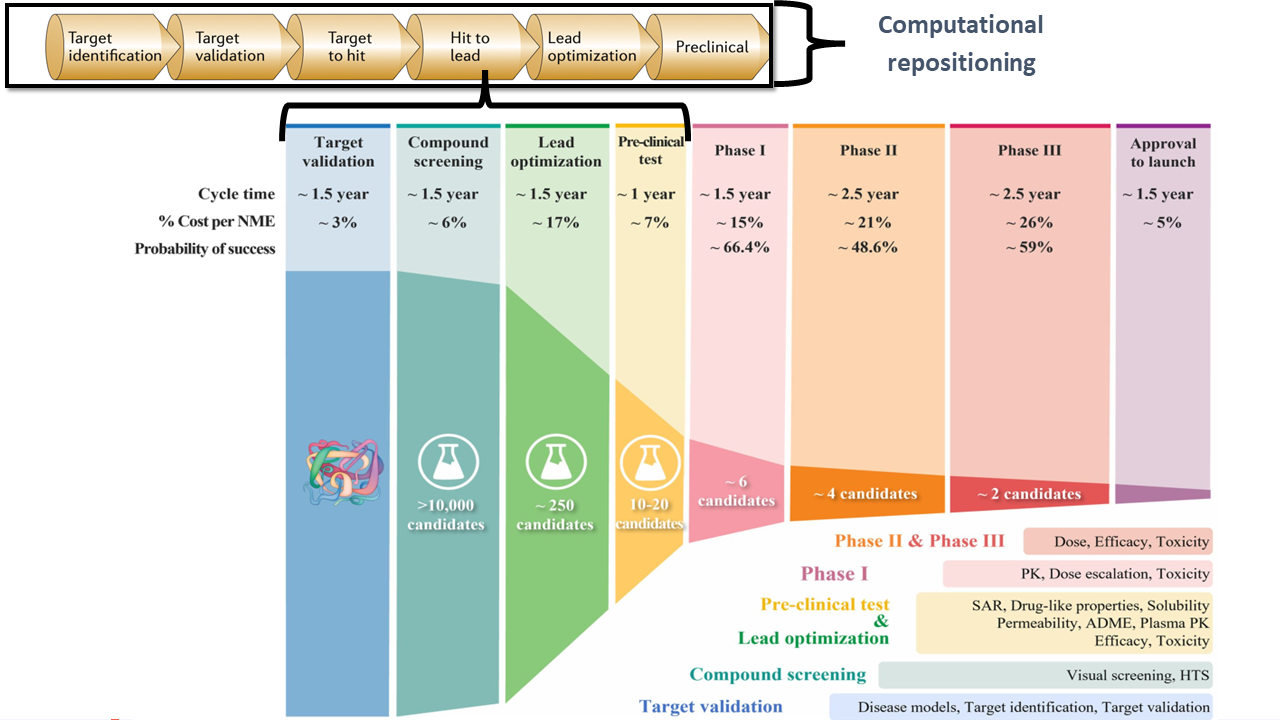 Target
identification
Target
validation
Target
to hit
Hit to
lead
Lead
optimization
Preclinical
Computational
repositioning
Target
validation
Compound
screening
Lead
optimization
Pre-clinical
test
Phase I
Phase II
Phase III
Approval
to launch
Cycle time
~ 1.5 year
~ 1.5 year
~ 1.5 year
~ 1 year
~ 1.5 year
~ 2.5 year
~ 2.5 year
~ 1.5 year
% Cost per NME
~ 3%
~ 6%
~ 17%
~ 7%
~ 15%
~ 21%
~ 26%
~ 5%
Probability of success
~ 66.4%
~ 48.6%
~ 59%
>10,000
candidates
~ 250
candidates
10-20
candidates
~ 6
candidates
~ 4 candidates
~ 2 candidates
Phase II & Phase III
Dose, Efficacy, Toxicity
Phase I
PK, Dose escalation, Toxicity
Pre-clinical test
&
Lead optimization
SAR, Drug-like properties, Solubility
Permeability, ADME, Plasma PK
Efficacy, Toxicity
Compound screening
Visual screening, HTS
Target validation
Disease models, Target identification, Target validation